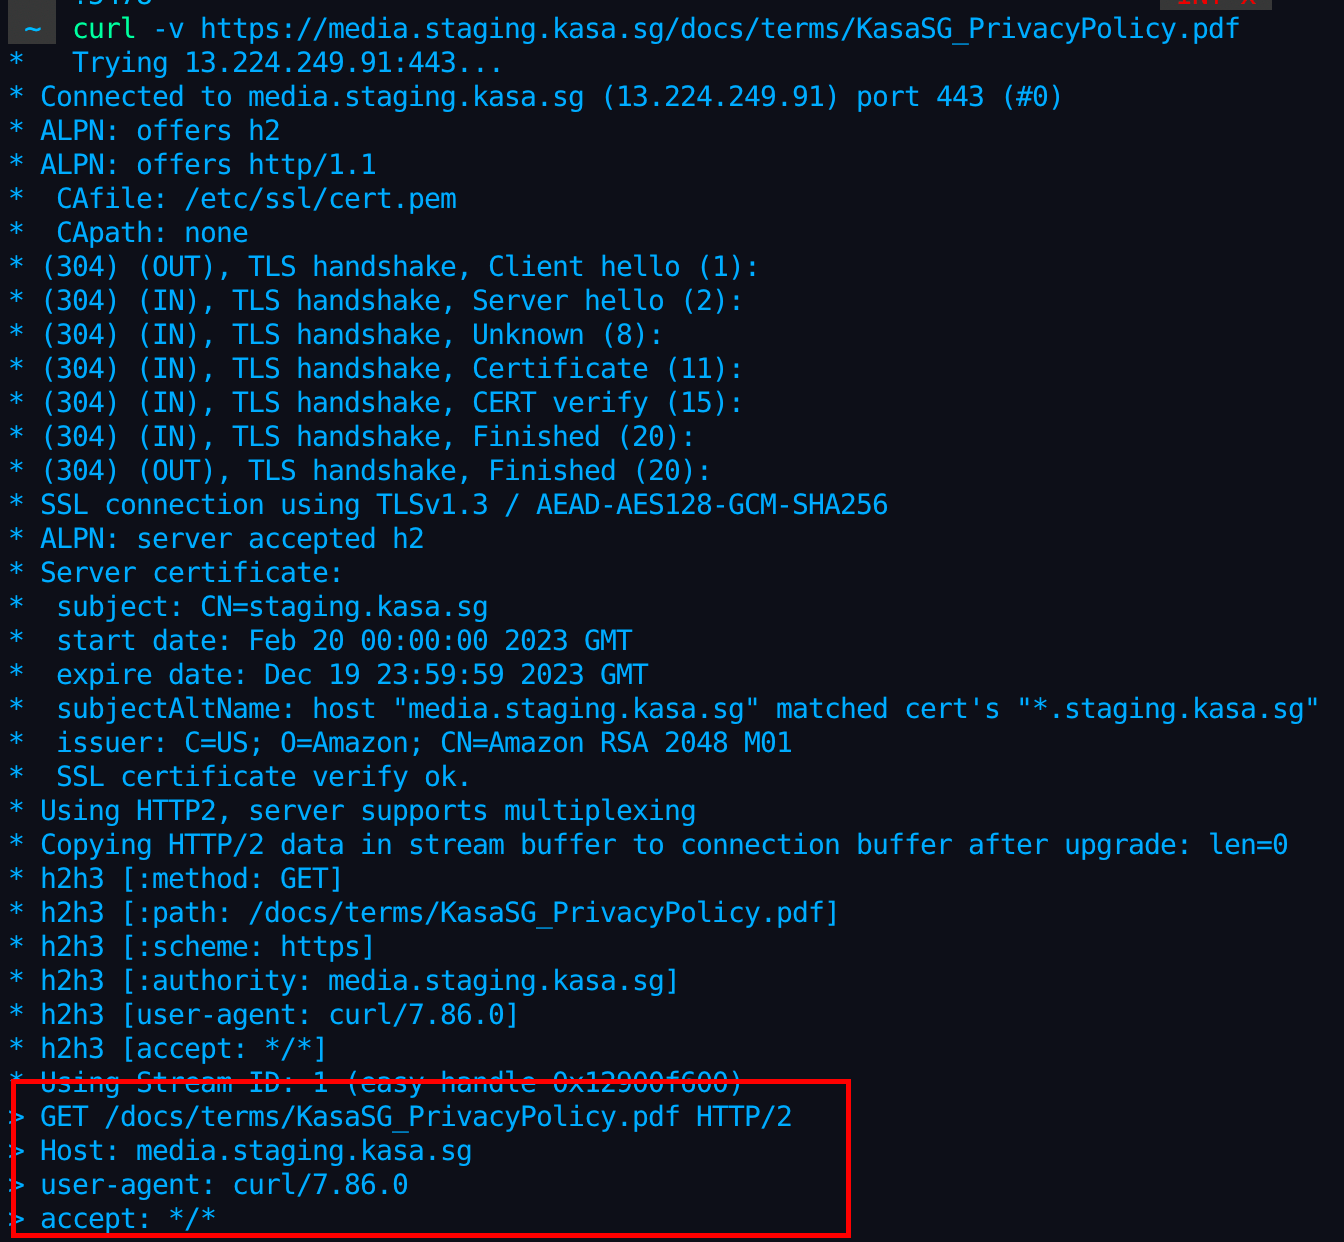 ~ curl -v https://media.staging.kasa.sg/docs/terms/KasaSG_PrivacyPolicy.pdf
*   Trying 13.224.249.91:443...
* Connected to media.staging.kasa.sg (13.224.249.91) port 443 (#0)
* ALPN: offers h2
* ALPN: offers http/1.1
*  CAfile: /etc/ssl/cert.pem
*  CApath: none
* (304) (OUT), TLS handshake, Client hello (1):
* (304) (IN), TLS handshake, Server hello (2):
* (304) (IN), TLS handshake, Unknown (8):
* (304) (IN), TLS handshake, Certificate (11):
* (304) (IN), TLS handshake, CERT verify (15):
* (304) (IN), TLS handshake, Finished (20):
* (304) (OUT), TLS handshake, Finished (20):
* SSL connection using TLSv1.3 / AEAD-AES128-GCM-SHA256
* ALPN: server accepted h2
* Server certificate:
*  subject: CN=staging.kasa.sg
*  start date: Feb 20 00:00:00 2023 GMT
*  expire date: Dec 19 23:59:59 2023 GMT
*  subjectAltName: host "media.staging.kasa.sg" matched cert's "*.staging.kasa.sg"
*  issuer: C=US; O=Amazon; CN=Amazon RSA 2048 M01
*  SSL certificate verify ok.
* Using HTTP2, server supports multiplexing
* Copying HTTP/2 data in stream buffer to connection buffer after upgrade: len=0
* h2h3 [:method: GET]
* h2h3 [:path: /docs/terms/KasaSG_PrivacyPolicy.pdf]
* h2h3 [:scheme: https]
* h2h3 [:authority: media.staging.kasa.sg]
* h2h3 [user-agent: curl/7.86.0]
* h2h3 [accept: */*]
* Using Stream ID: 1 (easy handle 0x12900f600)
> GET /docs/terms/KasaSG_PrivacyPolicy.pdf HTTP/2
> Host: media.staging.kasa.sg
> user-agent: curl/7.86.0
> accept: */*